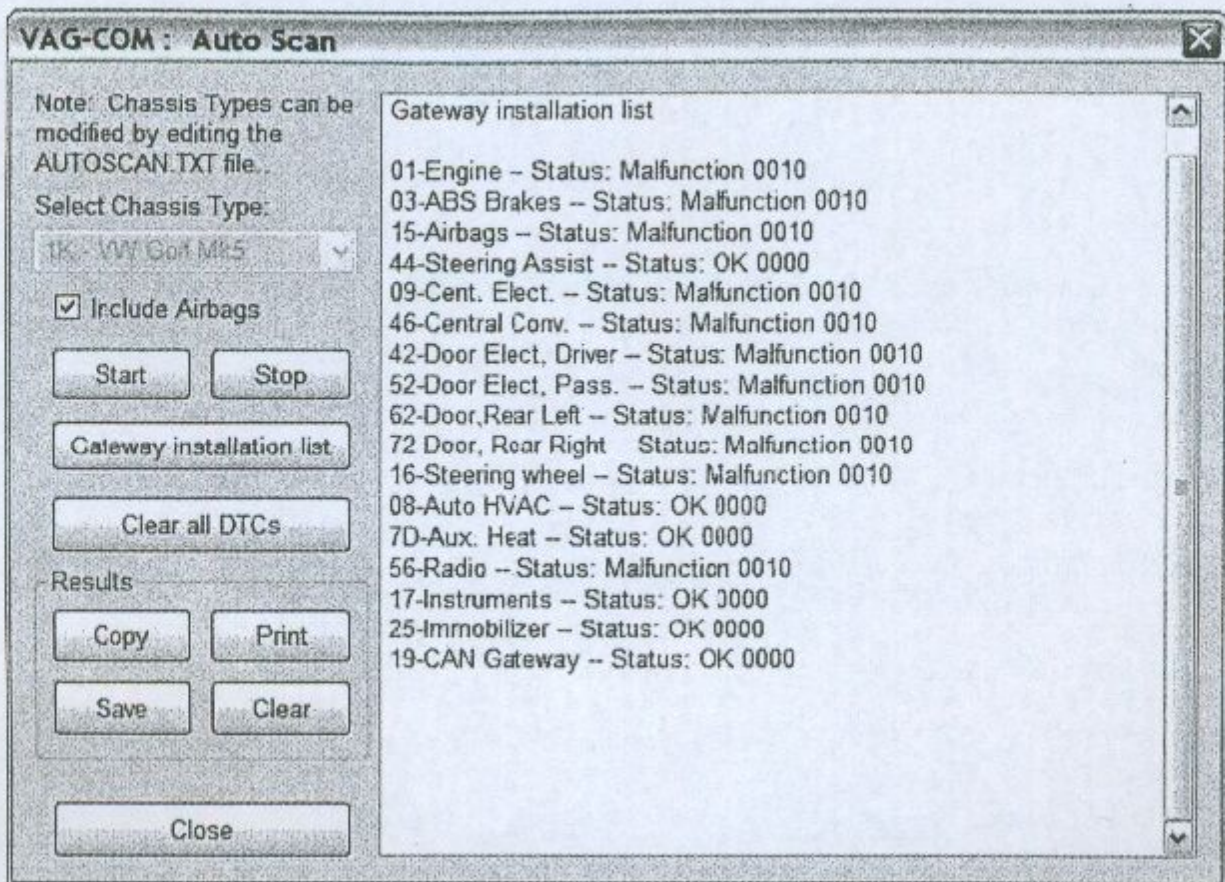 VAG-COM : Auto Scan
Note: Chassis Types can be
modified by editing the
AUTOSCAN.TXT file..
Select Chassis Type:
1K - VW Golf Mk5
Include Airbags
Start
Stop
Gateway installation list
Clear all DTCs
Results
Copy
Print
Save
Clear
Close
Gateway installation list
01-Engine -- Status: Malfunction 0010
03-ABS Brakes -- Status: Malfunction 0010
15-Airbags -- Status: Malfunction 0010
44-Steering Assist -- Status: OK 0000
09-Cent. Elect. -- Status: Malfunction 0010
46-Central Conv. -- Status: Malfunction 0010
42-Door Elect, Driver -- Status: Malfunction 0010
52-Door Elect, Pass. -- Status: Malfunction 0010
62-Door,Rear Left -- Status: Malfunction 0010
72 Door, Rear Right Status: Malfunction 0010
16-Steering wheel -- Status: Malfunction 0010
08-Auto HVAC -- Status: OK 0000
7D-Aux. Heat -- Status: OK 0000
56-Radio -- Status: Malfunction 0010
17-Instruments -- Status: OK 0000
25-Immobilizer -- Status: OK 0000
19-CAN Gateway -- Status: OK 0000